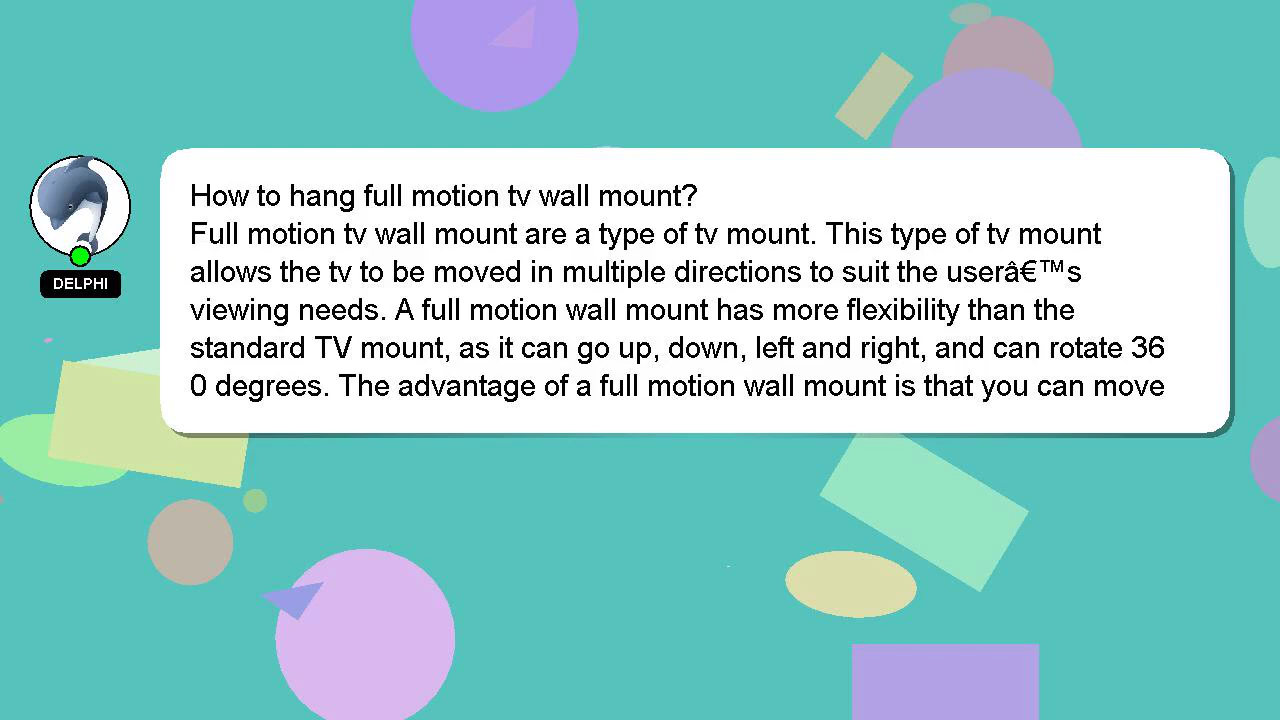 How to hang full motion tv wall mount?
Full motion tv wall mount are a type of tv mount. This type of tv mount
allows the tv to be moved in multiple directions to suit the userâ€™s
viewing needs. A full motion wall mount has more flexibility than the
standard TV mount, as it can go up, down, left and right, and can rotate 36
0 degrees. The advantage of a full motion wall mount is that you can move
DELPHI